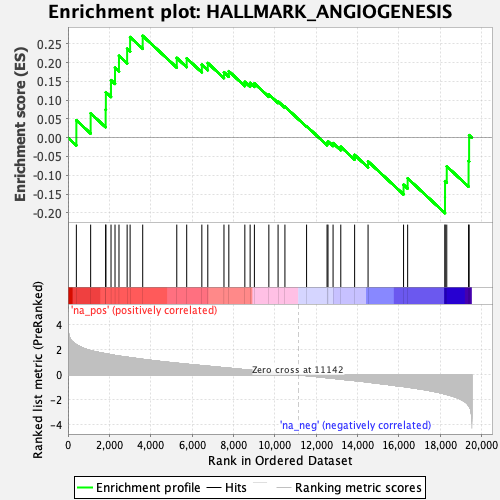 Enrichment plot: HALLMARK_ANGIOGENESIS
Enrichment score (ES)
0.25
0.20
0.15
0.10
0.05
0.00
-0.05
-0.10
-0.15
-0.20
'na_pos' (positively correlated)
Ranked list metric (PreRanked)
4
2
0
-2
-4
Zero cross at 11142
'na_neg' (negatively correlated)
0 2,000 4,000 6,000 8,000 10,000 12,000 14,000 16,000 18,000 20,000
Rank in Ordered Dataset
Enrichment profile Hits Ranking metric scores